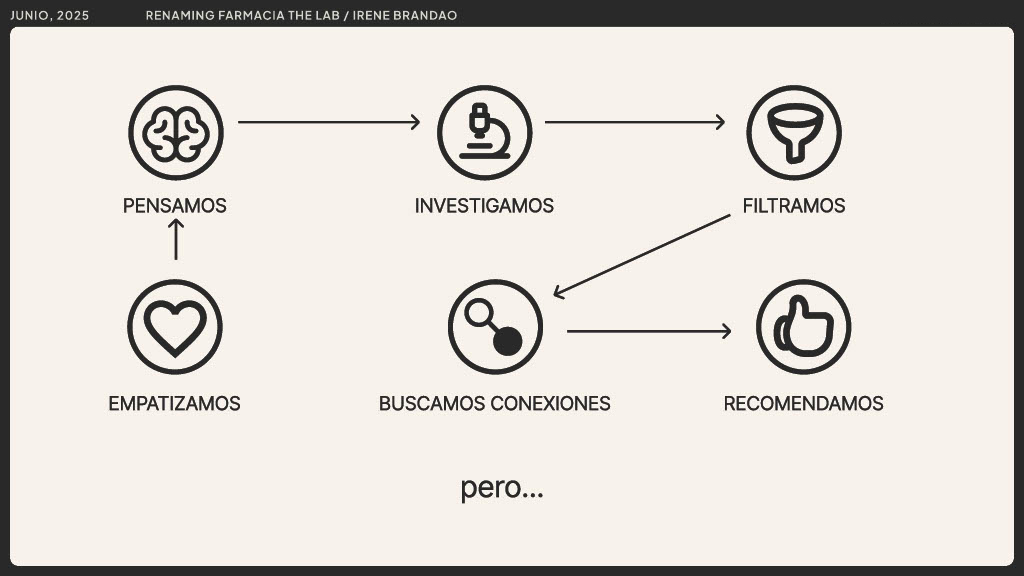 JUNIO, 2025
RENAMING FARMACIA THE LAB / IRENE BRANDAO
PENSAMOS
INVESTIGAMOS
FILTRAMOS
EMPATIZAMOS
BUSCAMOS CONEXIONES
RECOMENDAMOS
pero...